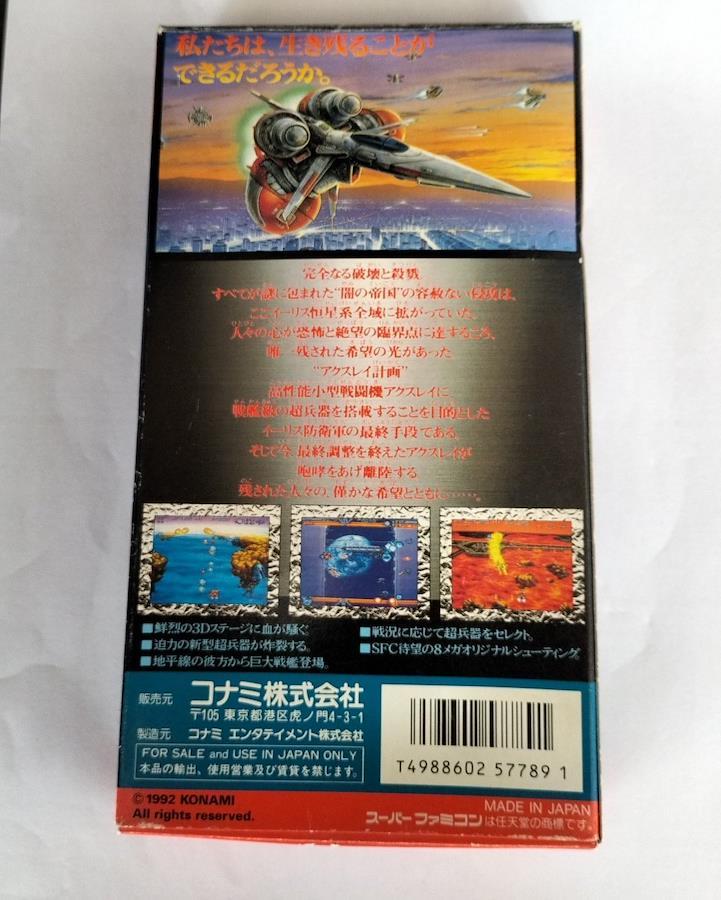 私たちは、生き残ることが
できるだろうか。
完全なる破壊と殺戮
すべてが謎に包まれた“闇の帝国”の容赦ない侵攻は、
ここイーリス恒星系全域に拡がっていた。
人々の心が恐怖と絶望の臨界点に達するころ、
唯一残された希望の光があった
“アクスレイ計画”
高性能小型戦闘機アクスレイに、
戦艦級の超兵器を搭載することを目的とした
イーリス防衛軍の最終手段である。
そして今、最終調整を終えたアクスレイが
咆哮をあげ離陸する
残された人々の、僅かな希望とともに……。
■鮮烈の3Dステージに血が騒ぐ。
■迫力の新型超兵器が炸裂する。
■地平線の彼方から巨大戦艦登場。
■戦況に応じて超兵器をセレクト。
■SFC待望の8メガオリジナルシューティング。
販売元 コナミ株式会社
〒105 東京都港区虎ノ門4-3-1
製造元 コナミ エンタテイメント株式会社
FOR SALE and USE IN JAPAN ONLY
本品の輸出、使用営業及び賃貸を禁じます。
T4988602 577891
© 1992 KONAMI
All rights reserved.
MADE IN JAPAN
スーパーファミコンは任天堂の商標です。